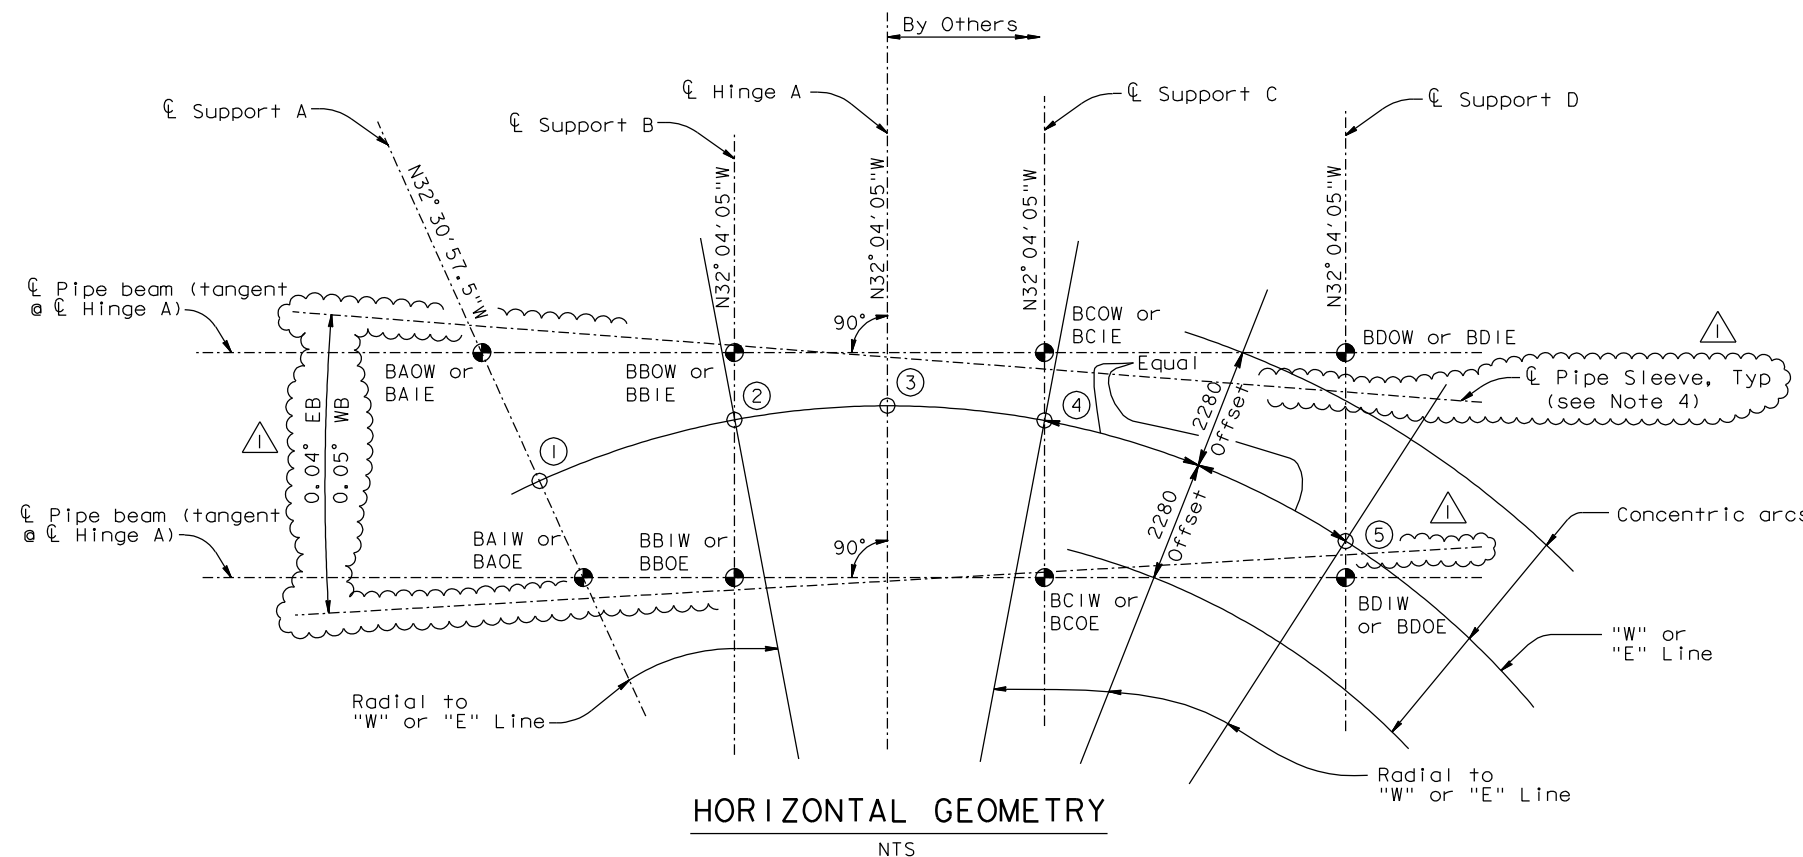 By Others
℄ Hinge A
℄ Support A
℄ Support B
℄ Support C
℄ Support D
N32°30'57.5"W
N32°04'05"W
N32°04'05"W
N32°04'05"W
N32°04'05"W
℄ Pipe beam (tangent
@ ℄ Hinge A)
90°
BCOW or
BCIE
BDOW or BDIE
1
BAOW or
BAIE
BBOW or
BBIE
Equal
℄ Pipe Sleeve, Typ
(see Note 4)
2
3
4
2280
Offset
1
1
0.04° EB
0.05° WB
2280
Offset
℄ Pipe beam (tangent
@ ℄ Hinge A)
BAIW or
BAOE
BBIW or
BBOE
90°
5
1
Concentric arcs
BCIW or
BCOE
BDIW
or BDOE
"W" or
"E" Line
Radial to
"W" or "E" Line
Radial to
"W" or "E" Line
HORIZONTAL GEOMETRY
NTS